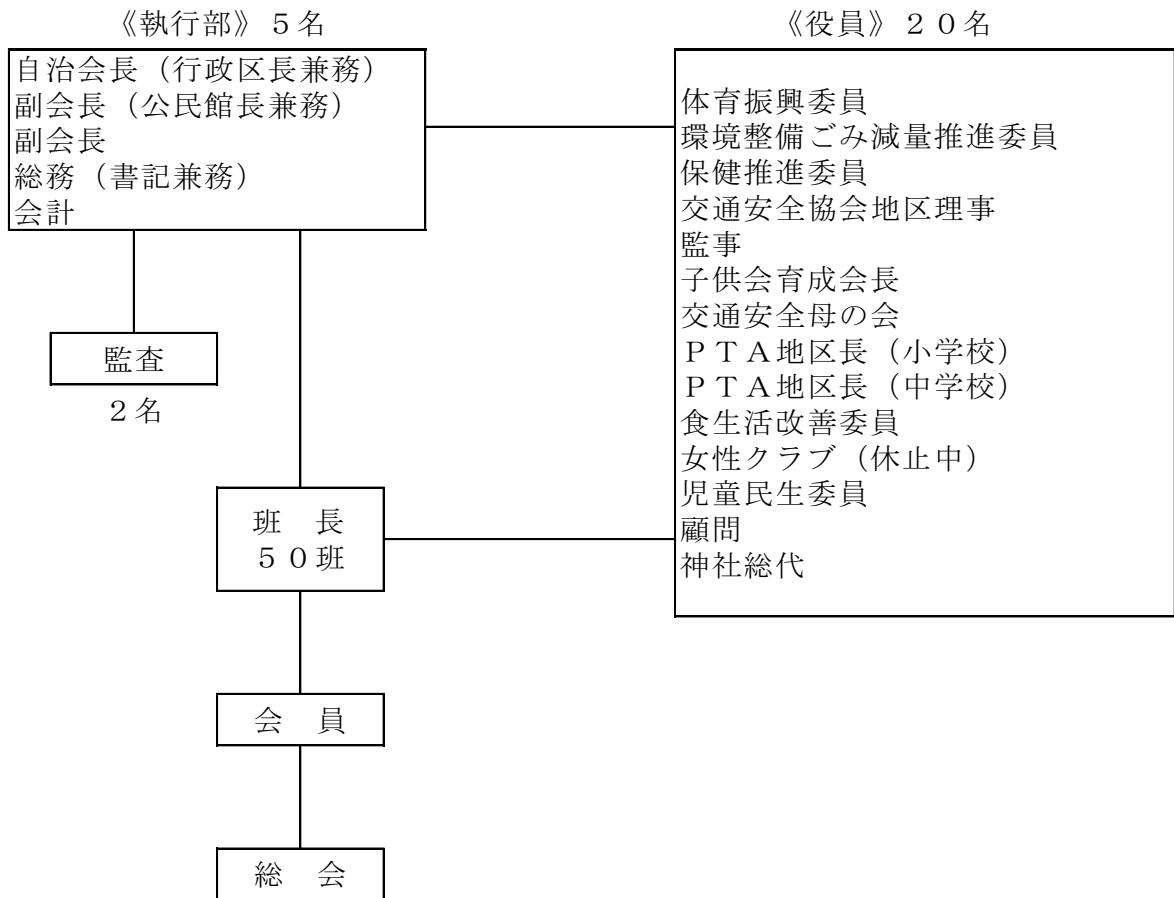 《執行部》５名
自治会長（行政区長兼務）
副会長（公民館長兼務）
副会長
総務（書記兼務）
会計
監査
２名
班　長
５０班
会　員
総　会
《役員》２０名
体育振興委員
環境整備ごみ減量推進委員
保健推進委員
交通安全協会地区理事
監事
子供会育成会長
交通安全母の会
ＰＴＡ地区長（小学校）
ＰＴＡ地区長（中学校）
食生活改善委員
女性クラブ（休止中）
児童民生委員
顧問
神社総代